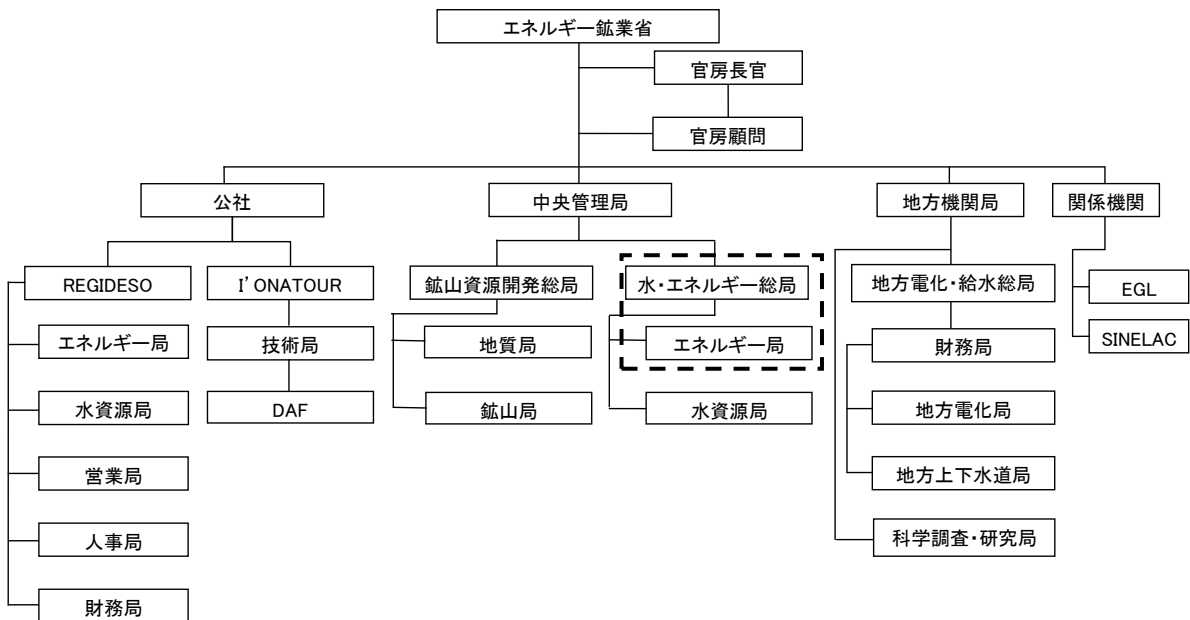 エネルギー鉱業省
官房長官
官房顧問
公社
中央管理局
地方機関局
関係機関
REGIDESO
I’ONATOUR
鉱山資源開発総局
水・エネルギー総局
地方電化・給水総局
EGL
エネルギー局
技術局
地質局
エネルギー局
財務局
SINELAC
水資源局
DAF
鉱山局
水資源局
地方電化局
営業局
地方上下水道局
人事局
科学調査・研究局
財務局